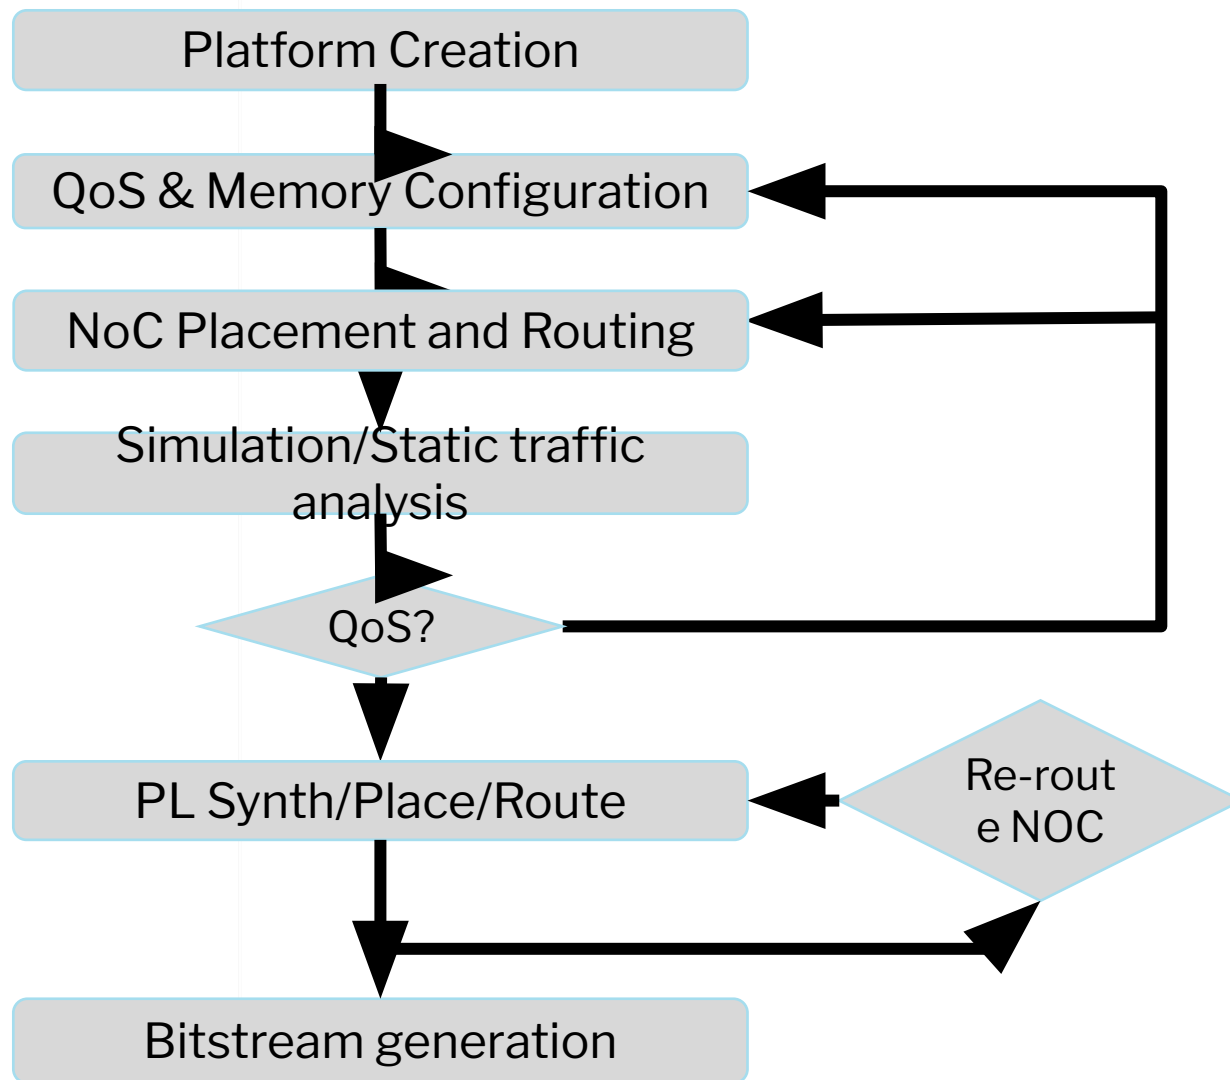 Platform Creation
QoS & Memory Configuration
NoC Placement and Routing
Simulation/Static traffic
analysis
QoS?
PL Synth/Place/Route
Re-rout
e NOC
Bitstream generation